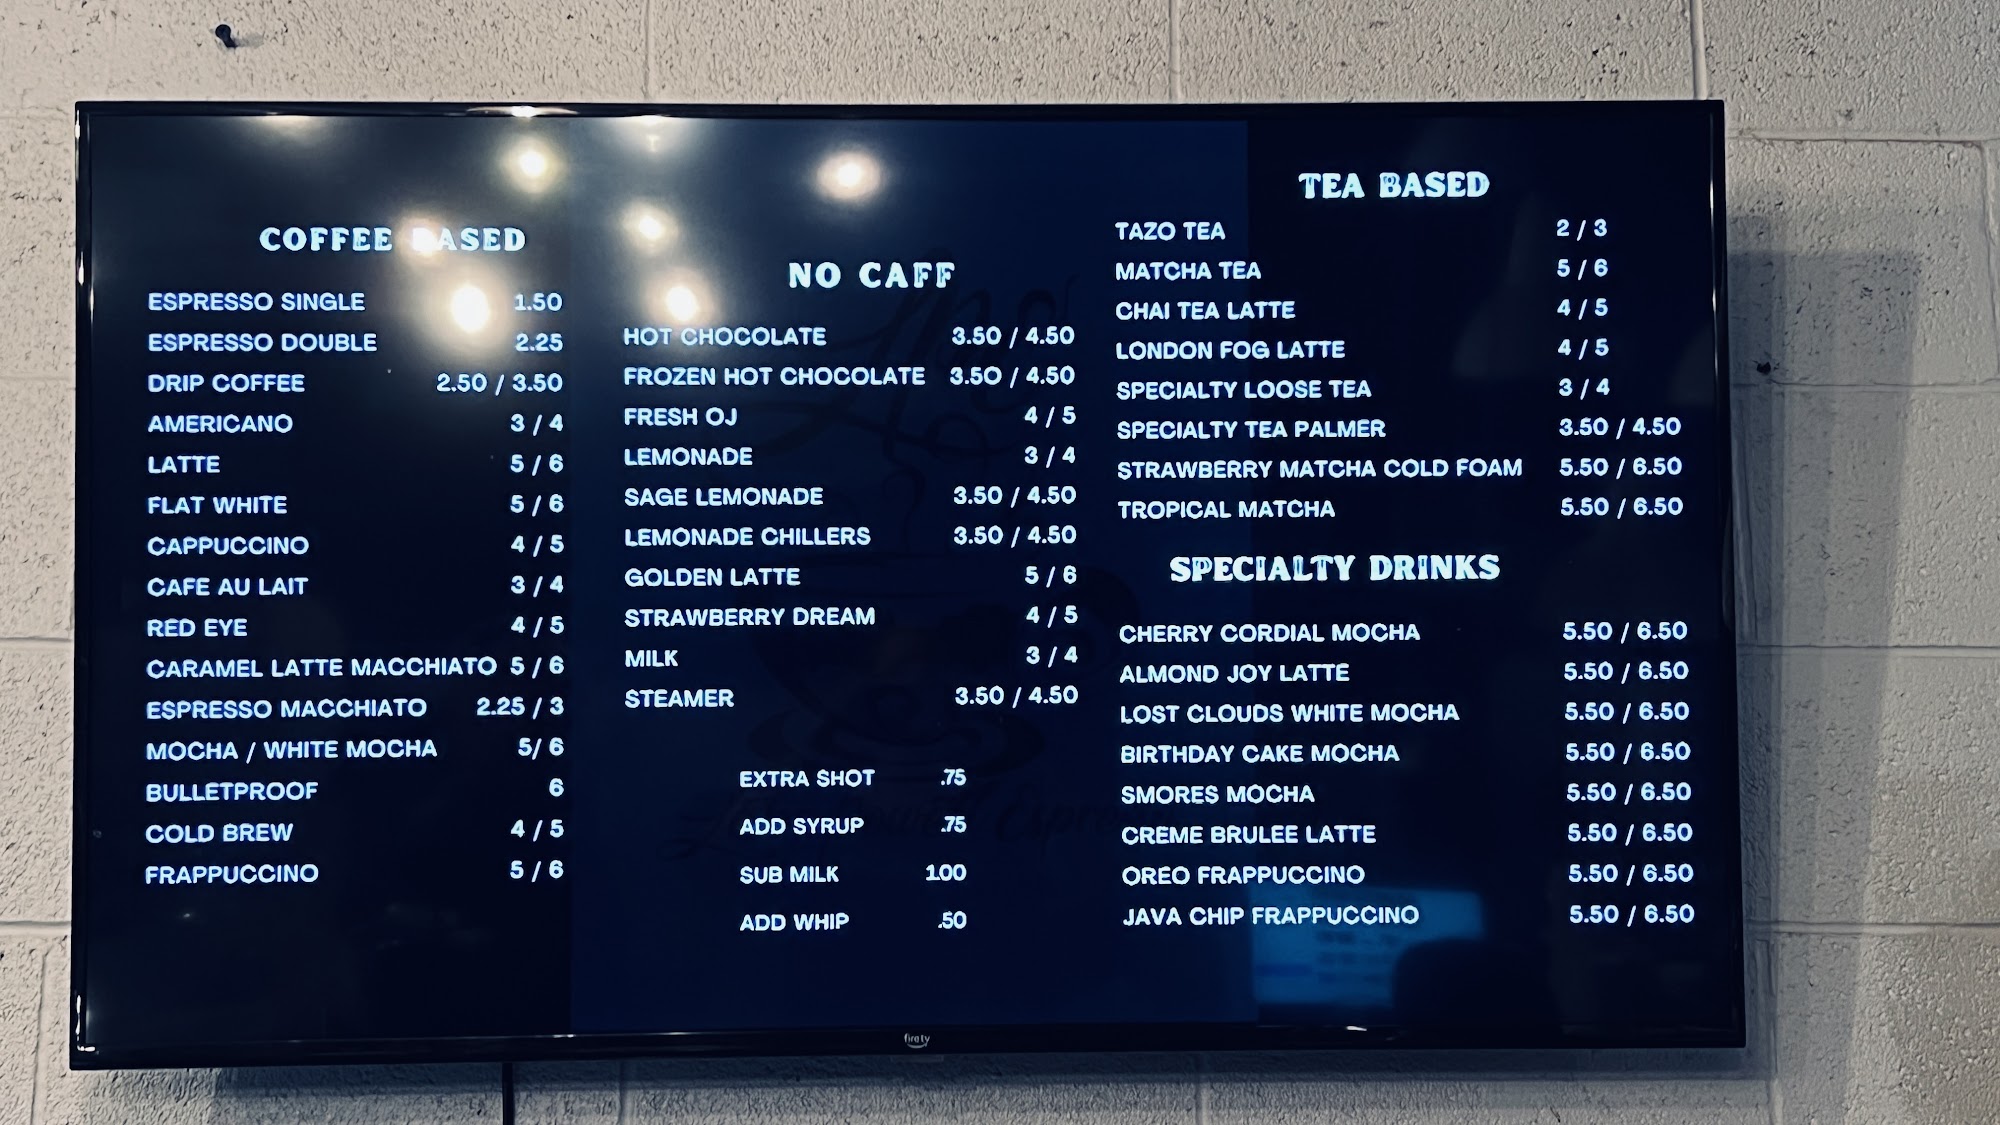 COFFEE BASED
ESPRESSO SINGLE 1.50
ESPRESSO DOUBLE 2.25
DRIP COFFEE 2.50 / 3.50
AMERICANO 3 / 4
LATTE 5 / 6
FLAT WHITE 5 / 6
CAPPUCCINO 4 / 5
CAFE AU LAIT 3 / 4
RED EYE 4 / 5
CARAMEL LATTE MACCHIATO 5 / 6
ESPRESSO MACCHIATO 2.25 / 3
MOCHA / WHITE MOCHA 5/ 6
BULLETPROOF 6
COLD BREW 4 / 5
FRAPPUCCINO 5 / 6
NO CAFF
HOT CHOCOLATE 3.50 / 4.50
FROZEN HOT CHOCOLATE 3.50 / 4.50
FRESH OJ 4 / 5
LEMONADE 3 / 4
SAGE LEMONADE 3.50 / 4.50
LEMONADE CHILLERS 3.50 / 4.50
GOLDEN LATTE 5 / 6
STRAWBERRY DREAM 4 / 5
MILK 3 / 4
STEAMER 3.50 / 4.50
EXTRA SHOT .75
ADD SYRUP .75
SUB MILK 1.00
ADD WHIP .50
TEA BASED
TAZO TEA 2 / 3
MATCHA TEA 5 / 6
CHAI TEA LATTE 4 / 5
LONDON FOG LATTE 4 / 5
SPECIALTY LOOSE TEA 3 / 4
SPECIALTY TEA PALMER 3.50 / 4.50
STRAWBERRY MATCHA COLD FOAM 5.50 / 6.50
TROPICAL MATCHA 5.50 / 6.50
SPECIALTY DRINKS
CHERRY CORDIAL MOCHA 5.50 / 6.50
ALMOND JOY LATTE 5.50 / 6.50
LOST CLOUDS WHITE MOCHA 5.50 / 6.50
BIRTHDAY CAKE MOCHA 5.50 / 6.50
SMORES MOCHA 5.50 / 6.50
CREME BRULEE LATTE 5.50 / 6.50
OREO FRAPPUCCINO 5.50 / 6.50
JAVA CHIP FRAPPUCCINO 5.50 / 6.50
firetv